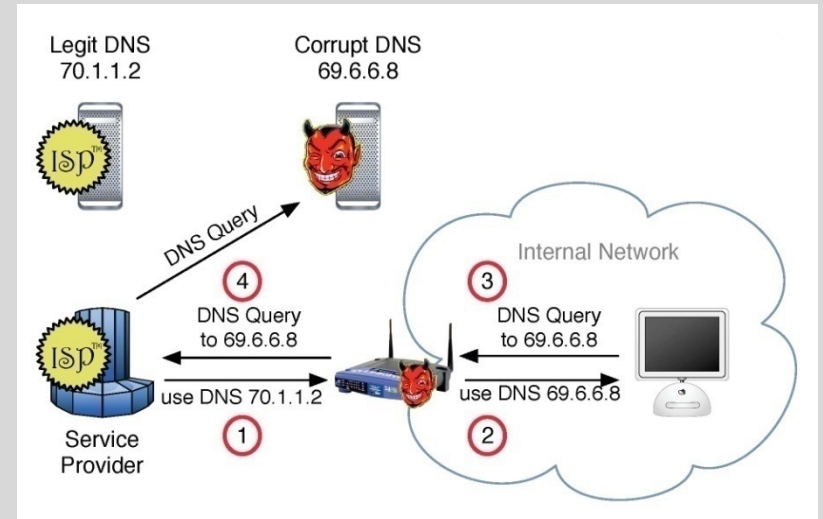 Legit DNS
70.1.1.2
Corrupt DNS
69.6.6.8
ISP™
DNS Query
Internal Network
4
3
DNS Query
to 69.6.6.8
DNS Query
to 69.6.6.8
ISP™
use DNS 70.1.1.2
use DNS 69.6.6.8
1
2
Service
Provider